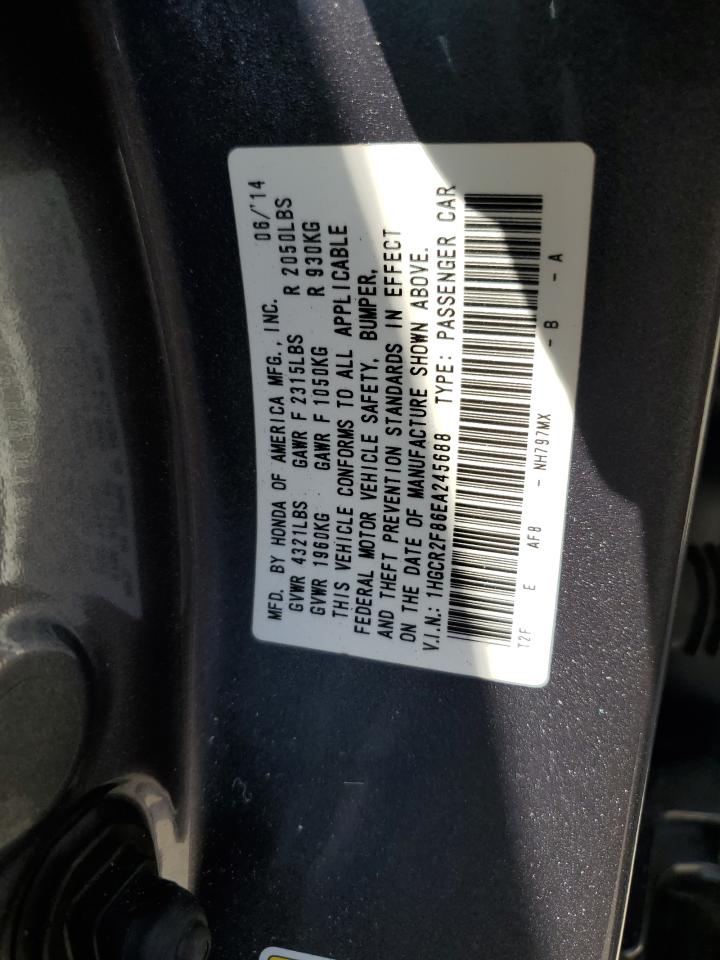 MFD. BY HONDA OF AMERICA MFG., INC. 06/'14
GVWR 4321LBS GAWR F 2315LBS R 2050LBS
GVWR 1960KG GAWR F 1050KG R 930KG
THIS VEHICLE CONFORMS TO ALL APPLICABLE
FEDERAL MOTOR VEHICLE SAFETY, BUMPER,
AND THEFT PREVENTION STANDARDS IN EFFECT
ON THE DATE OF MANUFACTURE SHOWN ABOVE.
V.I.N.: 1HGCR2F86EA245688 TYPE: PASSENGER CAR
T2F E AF8 - NH797MX -B -A